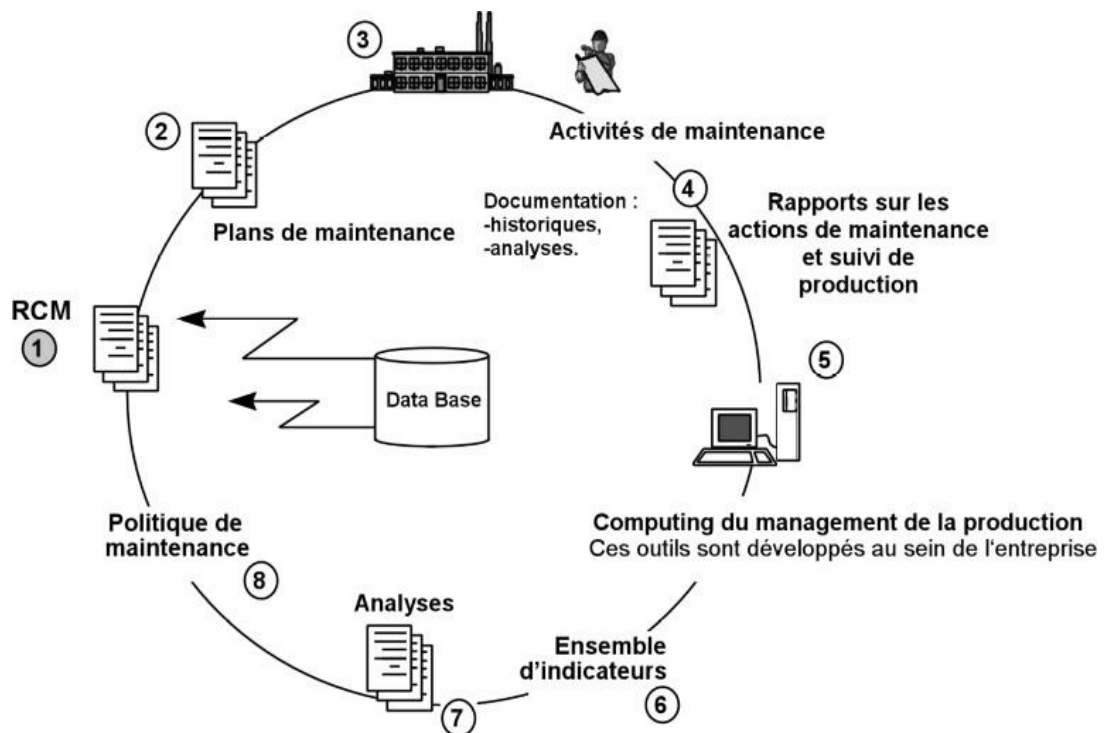 3
2
Activités de maintenance
4
Documentation :
-historiques,
-analyses.
Rapports sur les
actions de maintenance
et suivi de
production
Plans de maintenance
RCM
1
5
Data Base
Politique de
maintenance
8
Computing du management de la production
Ces outils sont développés au sein de l'entreprise
Analyses
7
Ensemble
d'indicateurs
6